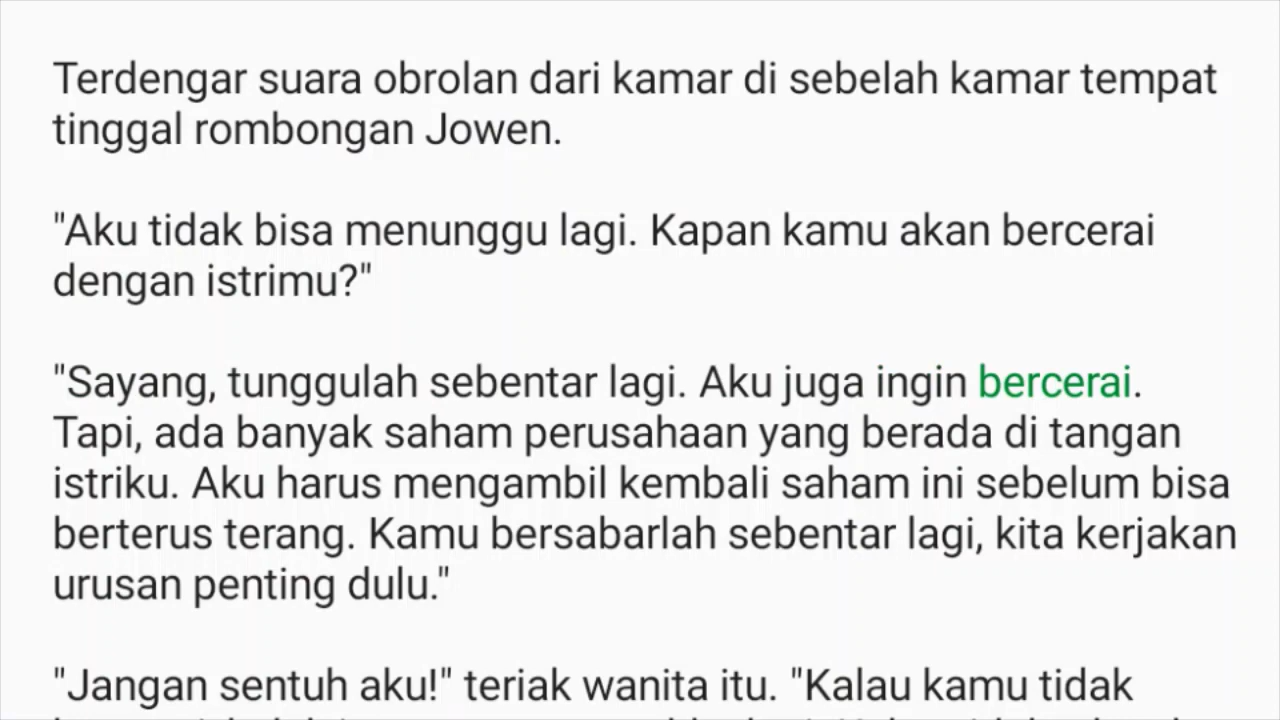 Terdengar suara obrolan dari kamar di sebelah kamar tempat
tinggal rombongan Jowen.
"Aku tidak bisa menunggu lagi. Kapan kamu akan bercerai
dengan istrimu?"
"Sayang, tunggulah sebentar lagi. Aku juga ingin bercerai.
Tapi, ada banyak saham perusahaan yang berada di tangan
istriku. Aku harus mengambil kembali saham ini sebelum bisa
berterus terang. Kamu bersabarlah sebentar lagi, kita kerjakan
urusan penting dulu."
"Jangan sentuh aku!" teriak wanita itu. "Kalau kamu tidak